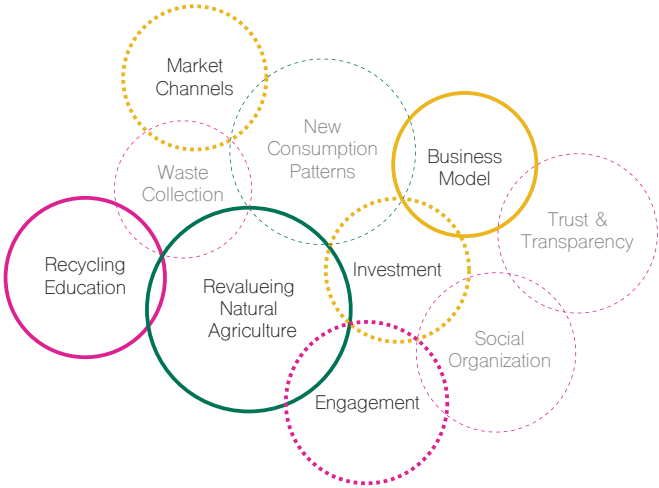 Market
Channels
New
Consumption
Patterns
Business
Model
Waste
Collection
Trust &
Transparency
Recycling
Education
Revalueing
Natural
Agriculture
Investment
Social
Organization
Engagement